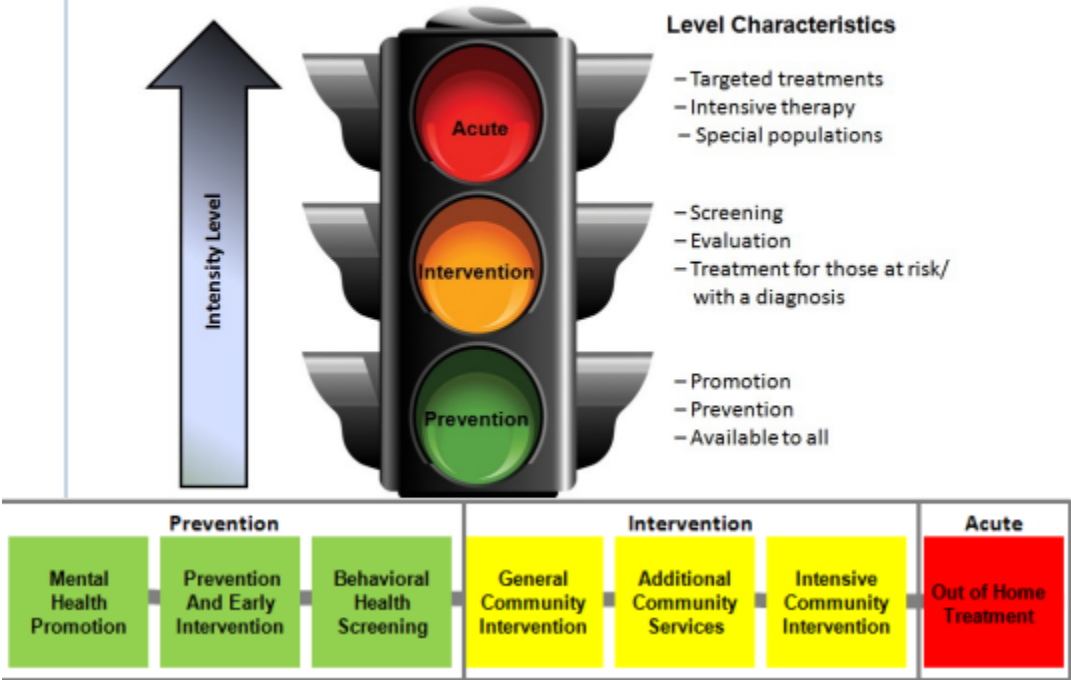 Level Characteristics
– Targeted treatments
– Intensive therapy
– Special populations
Acute
Intensity Level
– Screening
– Evaluation
– Treatment for those at risk/
with a diagnosis
Intervention
– Promotion
– Prevention
– Available to all
Prevention
Prevention
Mental
Health
Promotion
Prevention
And Early
Intervention
Behavioral
Health
Screening
Intervention
General
Community
Intervention
Additional
Community
Services
Intensive
Community
Intervention
Acute
Out of Home
Treatment